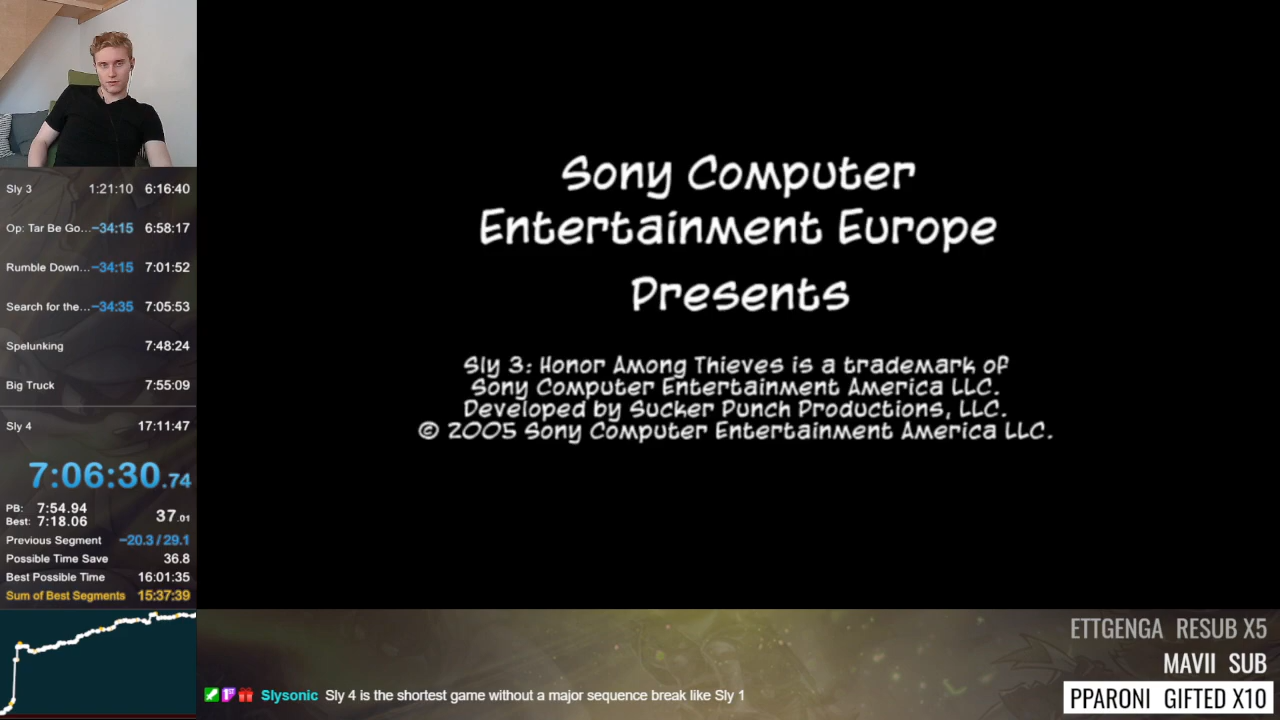 Sony Computer
Entertainment Europe
Presents
Sly 3: Honor Among Thieves is a trademark of
Sony Computer Entertainment America LLC.
Developed by Sucker Punch Productions, LLC.
© 2005 Sony Computer Entertainment America LLC.
Sly 3 1:21:10 6:16:40
Op: Tar Be Go... −34:15 6:58:17
Rumble Down... −34:15 7:01:52
Search for the... −34:35 7:05:53
Spelunking 7:48:24
Big Truck 7:55:09
Sly 4 17:11:47
7:06:30.74
PB: 7:54.94
Best: 7:18.06
37.01
Previous Segment −20.3 / 29.1
Possible Time Save 36.8
Best Possible Time 16:01:35
Sum of Best Segments 15:37:39
Slysonic Sly 4 is the shortest game without a major sequence break like Sly 1
ETTGENGA RESUB X5
MAVII SUB
PPARONI GIFTED X10